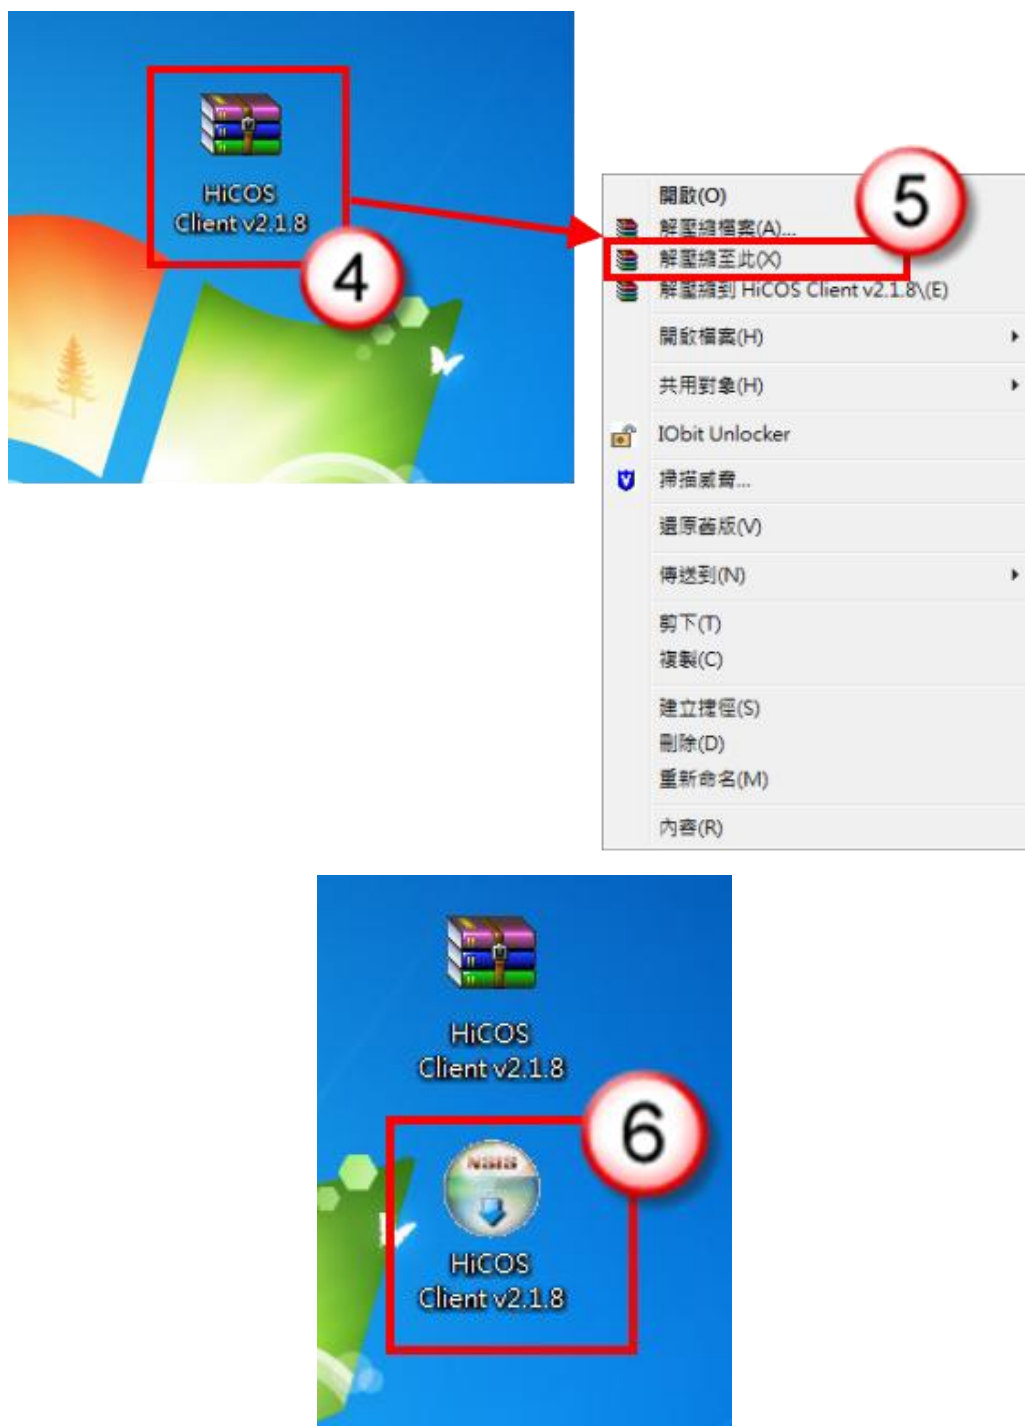 HiCOS
Client v2.1.8
4
5
開啟(O)
解壓縮檔案(A)...
解壓縮至此(X)
解壓縮到 HiCOS Client v2.1.8\(E)
開啟檔案(H)
共用對象(H)
IObit Unlocker
掃描威脅...
還原舊版(V)
傳送到(N)
剪下(T)
複製(C)
建立捷徑(S)
刪除(D)
重新命名(M)
內容(R)
HiCOS
Client v2.1.8
6
NSIS
HiCOS
Client v2.1.8